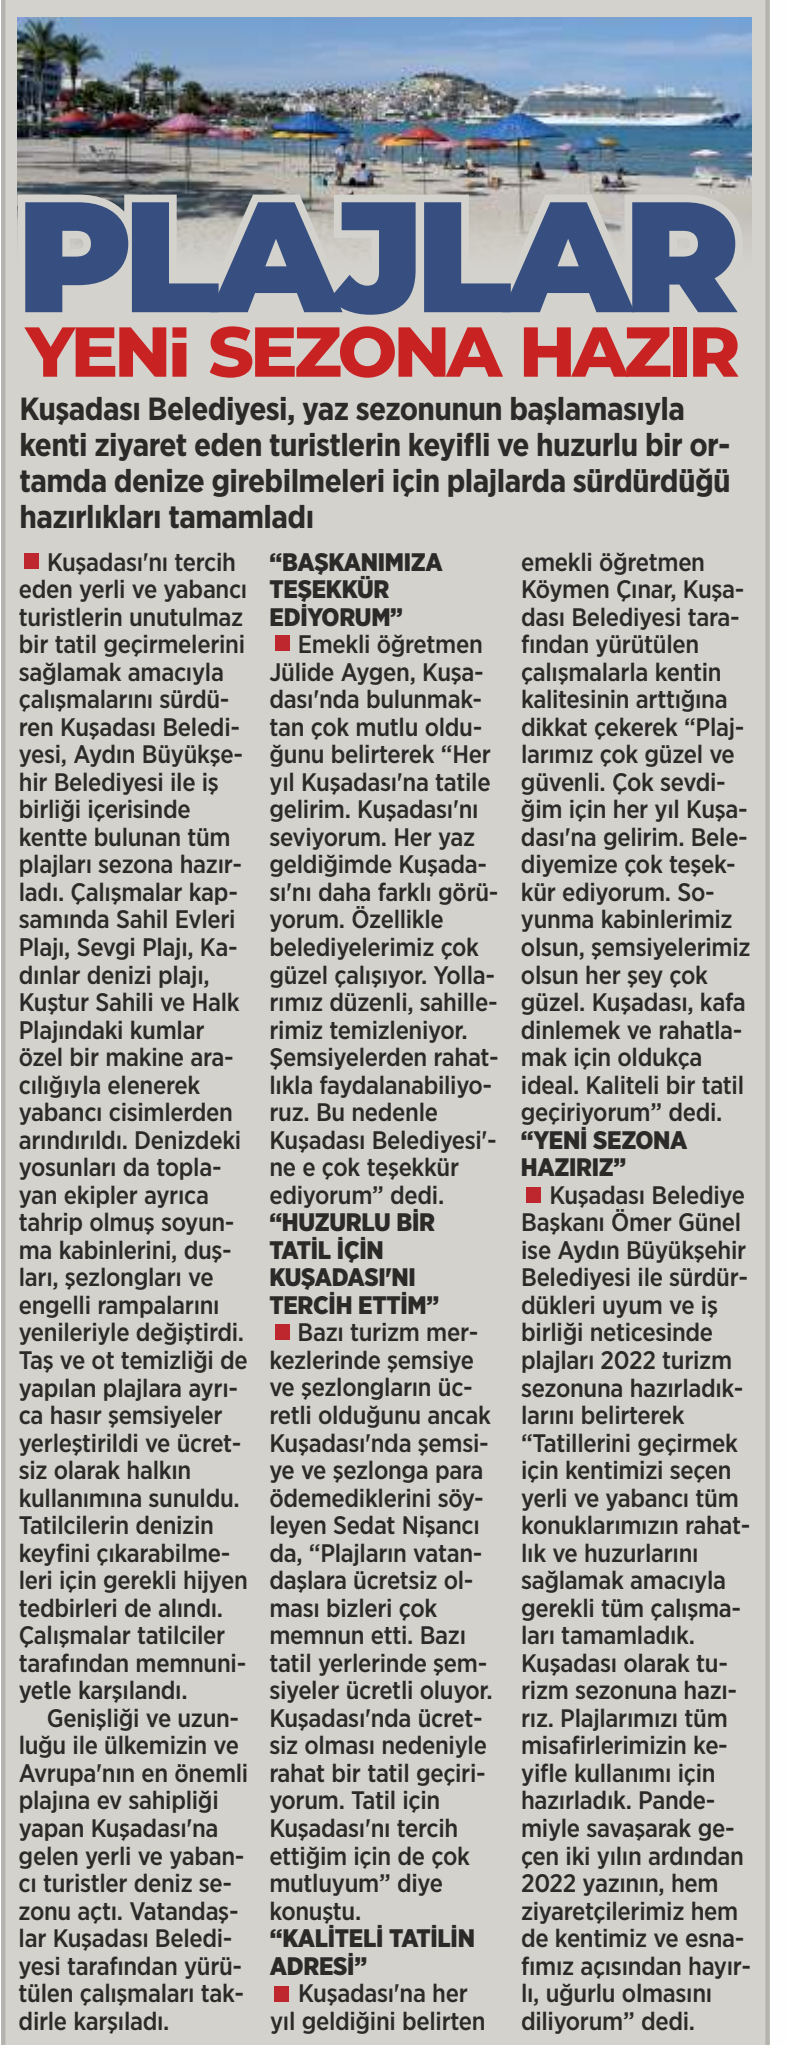 PLAJLAR
YENİ SEZONA HAZIR
Kuşadası Belediyesi, yaz sezonunun başlamasıyla
kenti ziyaret eden turistlerin keyifli ve huzurlu bir or-
tamda denize girebilmeleri için plajlarda sürdürdüğü
hazırlıkları tamamladı
Kuşadası'nı tercih
eden yerli ve yabancı
turistlerin unutulmaz
bir tatil geçirmelerini
sağlamak amacıyla
çalışmalarını sürdü-
ren Kuşadası Beledi-
yesi, Aydın Büyükşe-
hir Belediyesi ile iş
birliği içerisinde
kentte bulunan tüm
plajları sezona hazır-
ladı. Çalışmalar kap-
samında Sahil Evleri
Plajı, Sevgi Plajı, Ka-
dınlar denizi plajı,
Kuştur Sahili ve Halk
Plajındaki kumlar
özel bir makine ara-
cılığıyla elenerek
yabancı cisimlerden
arındırıldı. Denizdeki
yosunları da topla-
yan ekipler ayrıca
tahrip olmuş soyun-
ma kabinlerini, duş-
ları, şezlongları ve
engelli rampalarını
yenileriyle değiştirdi.
Taş ve ot temizliği de
yapılan plajlara ayrı-
ca hasır şemsiyeler
yerleştirildi ve ücret-
siz olarak halkın
kullanımına sunuldu.
Tatilcilerin denizin
keyfini çıkarabilme-
leri için gerekli hijyen
tedbirleri de alındı.
Çalışmalar tatilciler
tarafından memnuni-
yetle karşılandı.
Genişliği ve uzun-
luğu ile ülkemizin ve
Avrupa'nın en önemli
plajına ev sahipliği
yapan Kuşadası'na
gelen yerli ve yaban-
cı turistler deniz se-
zonu açtı. Vatandaş-
lar Kuşadası Beledi-
yesi tarafından yürü-
tülen çalışmaları tak-
dirle karşıladı.
“BAŞKANIMIZA
TEŞEKKÜR
EDİYORUM”
Emekli öğretmen
Jülide Aygen, Kuşa-
dası'nda bulunmak-
tan çok mutlu oldu-
ğunu belirterek “Her
yıl Kuşadası'na tatile
gelirim. Kuşadası'nı
seviyorum. Her yaz
geldiğimde Kuşada-
sı'nı daha farklı görü-
yorum. Özellikle
belediyelerimiz çok
güzel çalışıyor. Yolla-
rımız düzenli, sahille-
rimiz temizleniyor.
Şemsiyelerden rahat-
lıkla faydalanabiliyo-
ruz. Bu nedenle
Kuşadası Belediyesi'-
ne e çok teşekkür
ediyorum” dedi.
“HUZURLU BİR
TATİL İÇİN
KUŞADASI'NI
TERCİH ETTİM”
Bazı turizm mer-
kezlerinde şemsiye
ve şezlongların üc-
retli olduğunu ancak
Kuşadası'nda şemsi-
ye ve şezlonga para
ödemediklerini söy-
leyen Sedat Nişancı
da, “Plajların vatan-
daşlara ücretsiz ol-
ması bizleri çok
memnun etti. Bazı
tatil yerlerinde şem-
siyeler ücretli oluyor.
Kuşadası'nda ücret-
siz olması nedeniyle
rahat bir tatil geçiri-
yorum. Tatil için
Kuşadası'nı tercih
ettiğim için de çok
mutluyum” diye
konuştu.
“KALİTELİ TATİLİN
ADRESİ”
Kuşadası'na her
yıl geldiğini belirten
emekli öğretmen
Köymen Çınar, Kuşa-
dası Belediyesi tara-
fından yürütülen
çalışmalarla kentin
kalitesinin arttığına
dikkat çekerek “Plaj-
larımız çok güzel ve
güvenli. Çok sevdi-
ğim için her yıl Kuşa-
dası'na gelirim. Bele-
diyemize çok teşek-
kür ediyorum. So-
yunma kabinlerimiz
olsun, şemsiyelerimiz
olsun her şey çok
güzel. Kuşadası, kafa
dinlemek ve rahatla-
mak için oldukça
ideal. Kaliteli bir tatil
geçiriyorum” dedi.
“YENİ SEZONA
HAZIRIZ”
Kuşadası Belediye
Başkanı Ömer Günel
ise Aydın Büyükşehir
Belediyesi ile sürdür-
dükleri uyum ve iş
birliği neticesinde
plajları 2022 turizm
sezonuna hazırladık-
larını belirterek
“Tatillerini geçirmek
için kentimizi seçen
yerli ve yabancı tüm
konuklarımızın rahat-
lık ve huzurlarını
sağlamak amacıyla
gerekli tüm çalışma-
ları tamamladık.
Kuşadası olarak tu-
rizm sezonuna hazı-
rız. Plajlarımızı tüm
misafirlerimizin ke-
yifle kullanımı için
hazırladık. Pande-
miyle savaşarak ge-
çen iki yılın ardından
2022 yazının, hem
ziyaretçilerimiz hem
de kentimiz ve esna-
fımız açısından hayır-
lı, uğurlu olmasını
diliyorum” dedi.